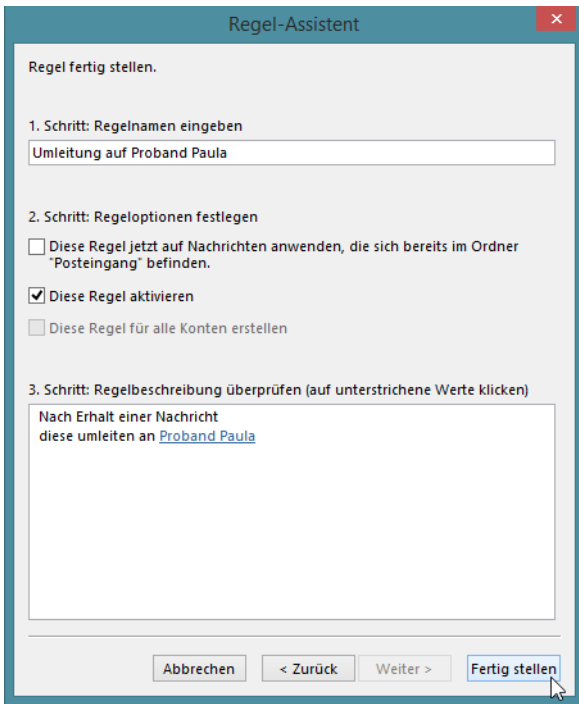 Regel-Assistent
Regel fertig stellen.
1. Schritt: Regelnamen eingeben
Umleitung auf Proband Paula
2. Schritt: Regeloptionen festlegen
Diese Regel jetzt auf Nachrichten anwenden, die sich bereits im Ordner
"Posteingang" befinden.
Diese Regel aktivieren
Diese Regel für alle Konten erstellen
3. Schritt: Regelbeschreibung überprüfen (auf unterstrichene Werte klicken)
Nach Erhalt einer Nachricht
diese umleiten an Proband Paula
Abbrechen < Zurück Weiter > Fertig stellen